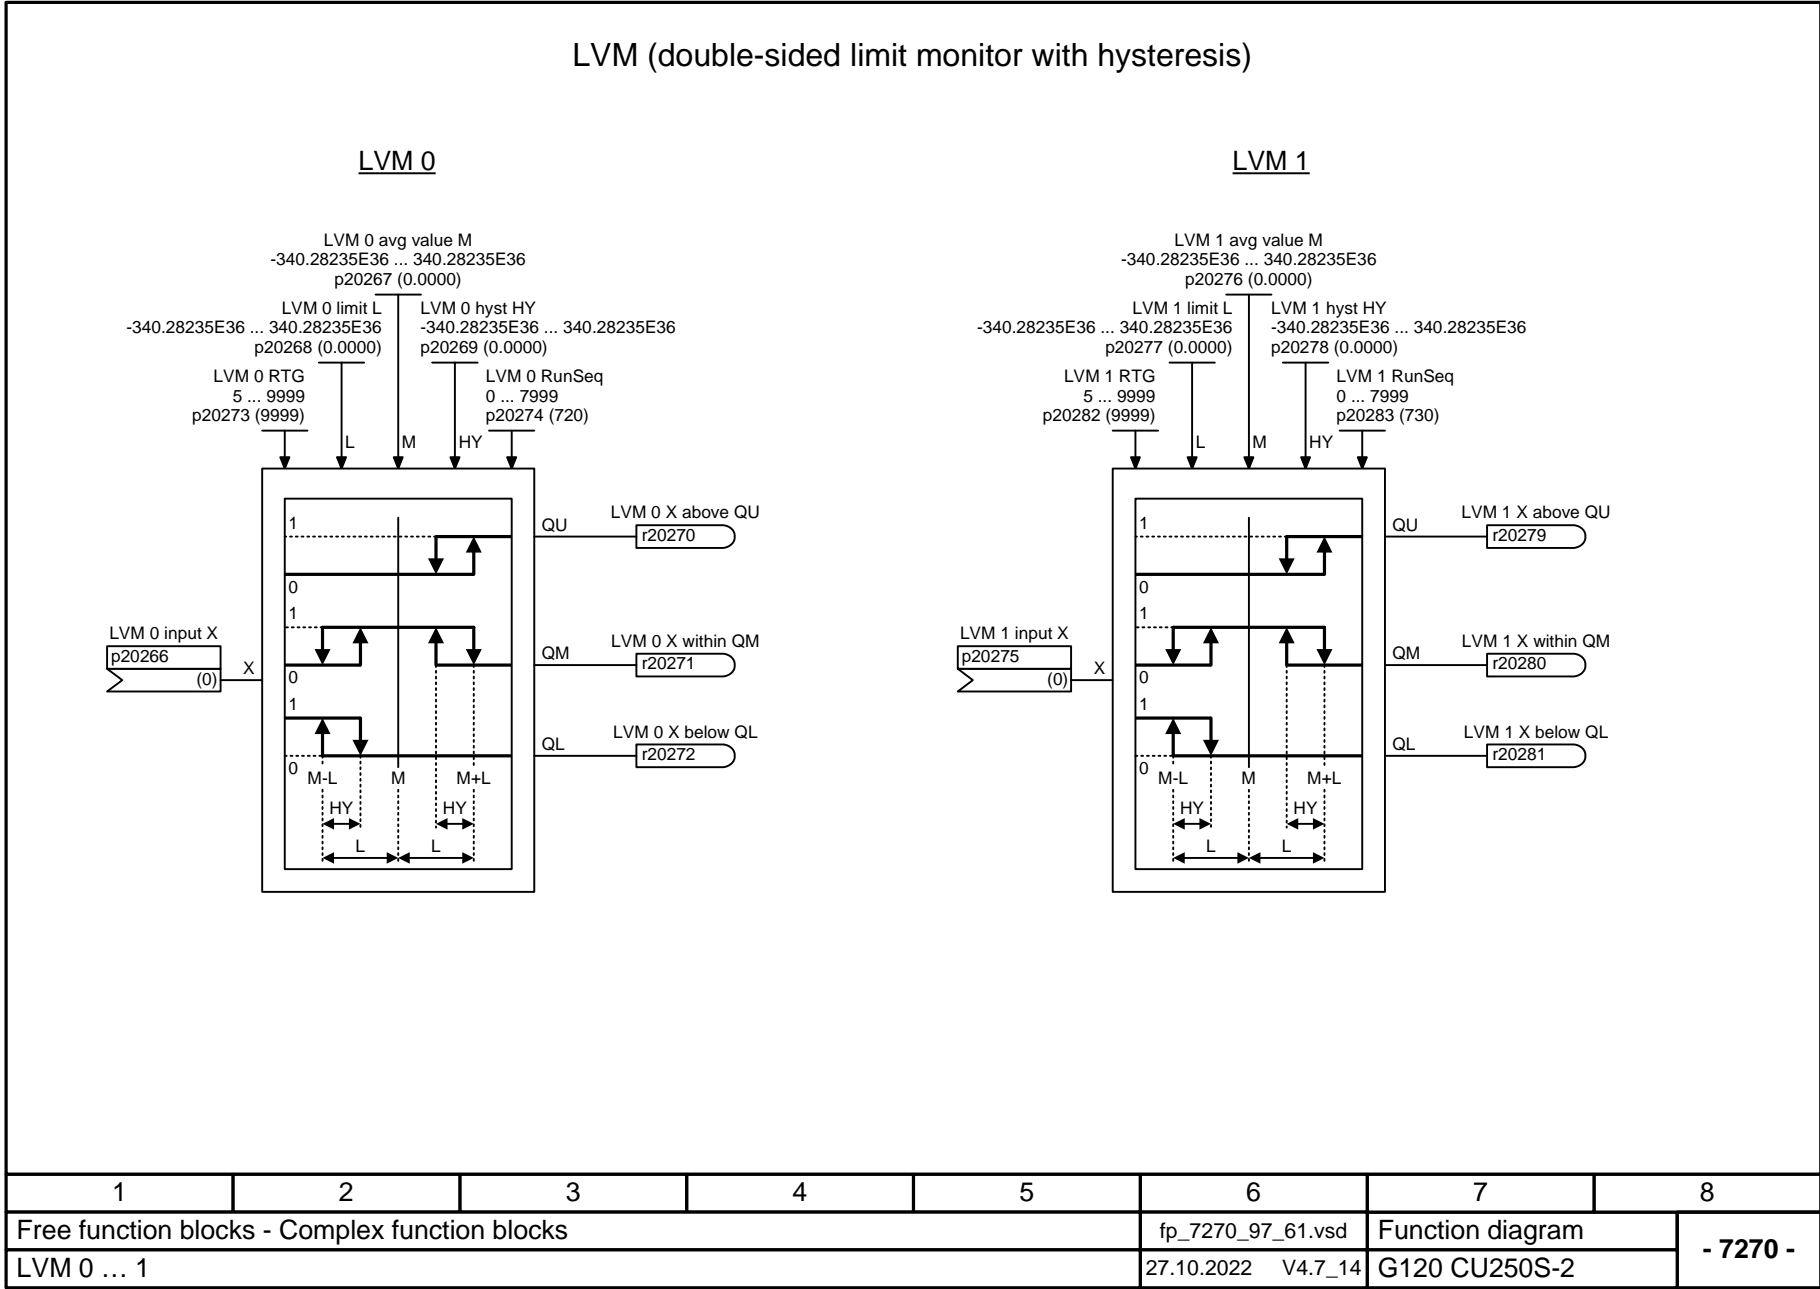 LVM (double-sided limit monitor with hysteresis)
LVM 0
LVM 0 avg value M
-340.28235E36 ... 340.28235E36
p20267 (0.0000)
LVM 0 limit L
-340.28235E36 ... 340.28235E36
p20268 (0.0000)
LVM 0 hyst HY
-340.28235E36 ... 340.28235E36
p20269 (0.0000)
LVM 0 RTG
5 ... 9999
p20273 (9999)
LVM 0 RunSeq
0 ... 7999
p20274 (720)
L
M
HY
LVM 0 input X
p20266
(0)
X
1
0
1
0
1
0
M-L
M
M+L
HY
HY
L
L
QU
LVM 0 X above QU
r20270
QM
LVM 0 X within QM
r20271
QL
LVM 0 X below QL
r20272
LVM 1
LVM 1 avg value M
-340.28235E36 ... 340.28235E36
p20276 (0.0000)
LVM 1 limit L
-340.28235E36 ... 340.28235E36
p20277 (0.0000)
LVM 1 hyst HY
-340.28235E36 ... 340.28235E36
p20278 (0.0000)
LVM 1 RTG
5 ... 9999
p20282 (9999)
LVM 1 RunSeq
0 ... 7999
p20283 (730)
L
M
HY
LVM 1 input X
p20275
(0)
X
1
0
1
0
1
0
M-L
M
M+L
HY
HY
L
L
QU
LVM 1 X above QU
r20279
QM
LVM 1 X within QM
r20280
QL
LVM 1 X below QL
r20281
1 2 3 4 5 6 7 8
Free function blocks - Complex function blocks
fp_7270_97_61.vsd
Function diagram
- 7270 -
LVM 0 … 1
27.10.2022 V4.7_14
G120 CU250S-2